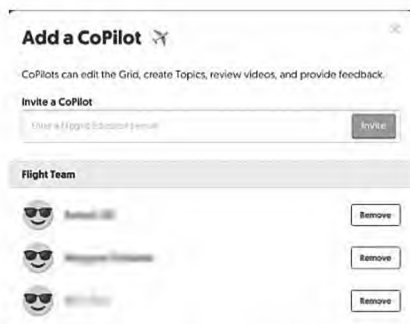 Add a CoPilot
CoPilots can edit the Grid, create Topics, review videos, and provide feedback.
Invite a CoPilot
Invite
Flight Team
Remove
Remove
Remove